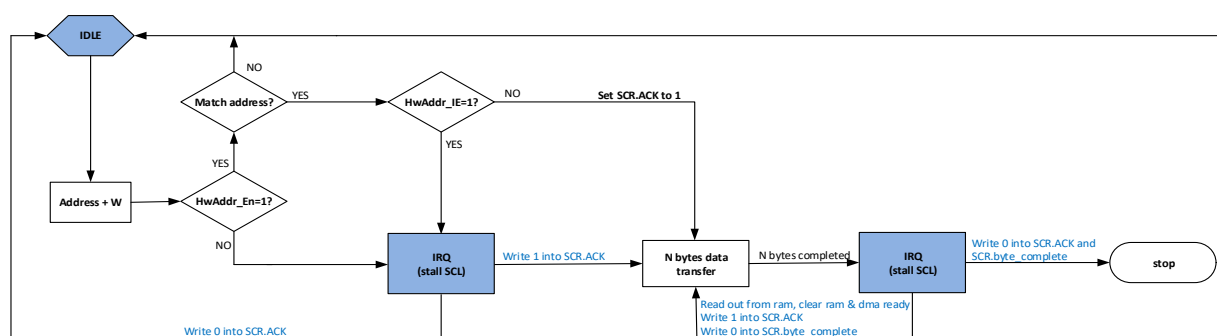 IDLE
NO
Match address?
YES
HwAddr_IE=1?
NO
Set SCR.ACK to 1
YES
YES
Address + W
HwAddr_En=1?
NO
IRQ
(stall SCL)
Write 1 into SCR.ACK
N bytes data
transfer
N bytes completed
IRQ
(stall SCL)
Write 0 into SCR.ACK and
SCR.byte_complete
stop
Read out from ram, clear ram & dma ready
Write 1 into SCR.ACK
Write 0 into SCR.byte_complete
Write 0 into SCR.ACK